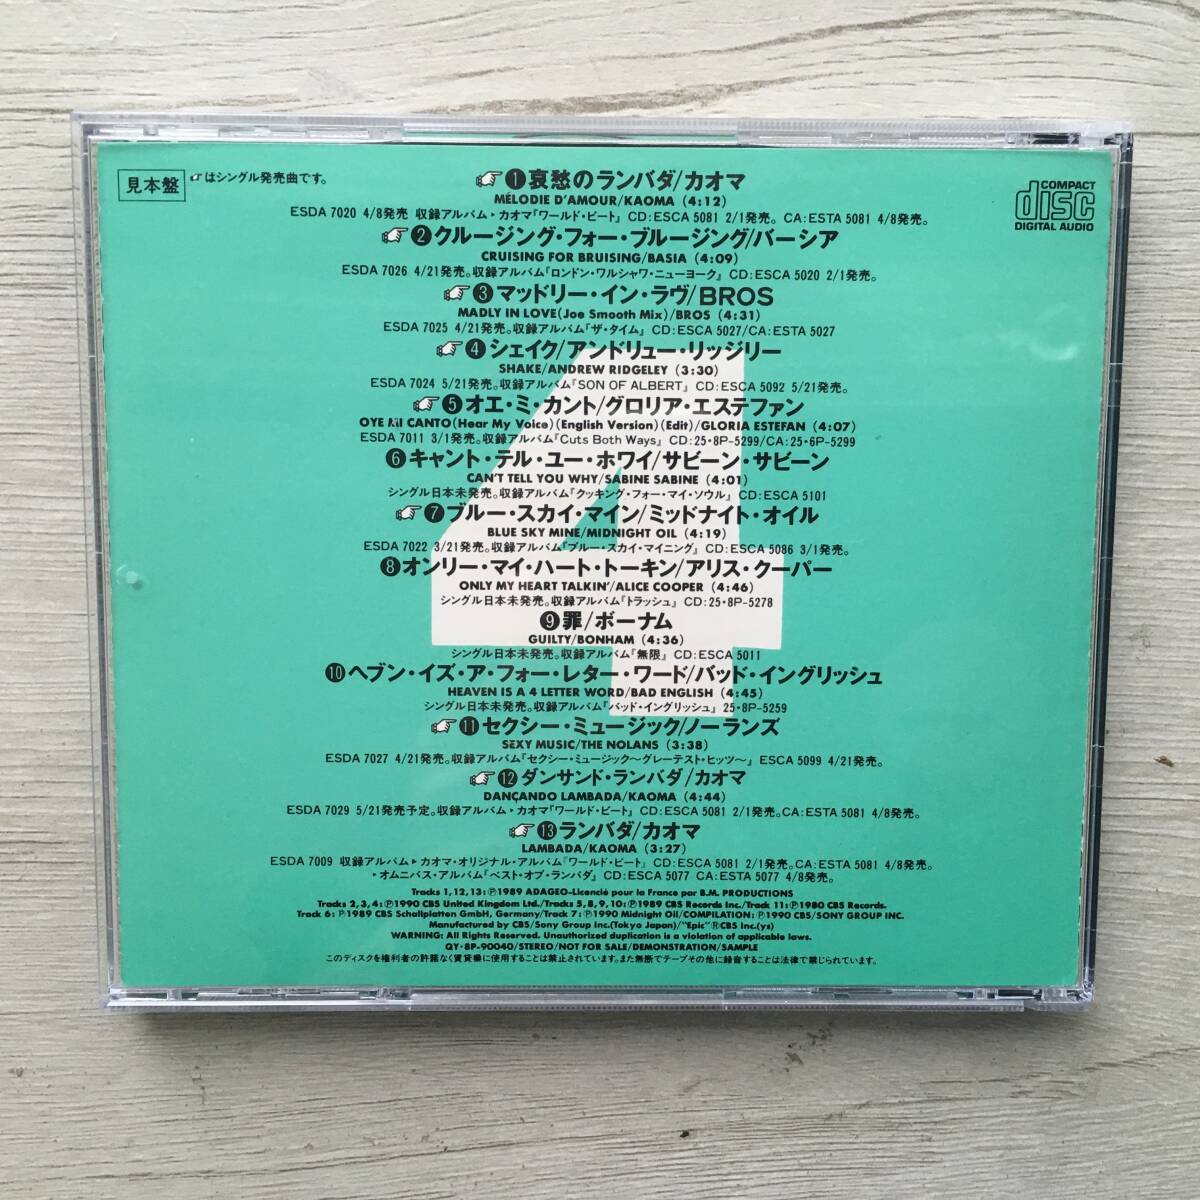 見本盤
☞はシングル発売曲です。
COMPACT
disc
DIGITAL AUDIO
4
☞❶哀愁のランバダ/カオマ
MÉLODIE D'AMOUR/KAOMA (4:12)
ESDA 7020 4/8発売 収録アルバム▸カオマ『ワールド・ビート』 CD:ESCA 5081 2/1発売。 CA:ESTA 5081 4/8発売。
☞❷クルージング・フォー・ブルージング/バーシア
CRUISING FOR BRUISING/BASIA (4:09)
ESDA 7026 4/21発売。収録アルバム『ロンドン・ワルシャワ・ニューヨーク』 CD:ESCA 5020 2/1発売。
☞❸マッドリー・イン・ラヴ/BROS
MADLY IN LOVE(Joe Smooth Mix)/BROS (4:31)
ESDA 7025 4/21発売。収録アルバム『ザ・タイム』 CD:ESCA 5027/CA:ESTA 5027
☞❹シェイク/アンドリュー・リッジリー
SHAKE/ANDREW RIDGELEY (3:30)
ESDA 7024 5/21発売。収録アルバム『SON OF ALBERT』 CD:ESCA 5092 5/21発売。
☞❺オエ・ミ・カント/グロリア・エステファン
OYE MI CANTO(Hear My Voice)(English Version)(Edit)/GLORIA ESTEFAN (4:07)
ESDA 7011 3/1発売。収録アルバム『Cuts Both Ways』 CD:25・8P-5299/CA:25・6P-5299
❻キャント・テル・ユー・ホワイ/サビーン・サビーン
CAN'T TELL YOU WHY/SABINE SABINE (4:01)
シングル日本未発売。収録アルバム『クッキング・フォー・マイ・ソウル』 CD:ESCA 5101
☞❼ブルー・スカイ・マイン/ミッドナイト・オイル
BLUE SKY MINE/MIDNIGHT OIL (4:19)
ESDA 7022 3/21発売。収録アルバム『ブルー・スカイ・マイニング』 CD:ESCA 5086 3/1発売。
❽オンリー・マイ・ハート・トーキン/アリス・クーパー
ONLY MY HEART TALKIN'/ALICE COOPER (4:46)
シングル日本未発売。収録アルバム『トラッシュ』 CD:25・8P-5278
❾罪/ボーナム
GUILTY/BONHAM (4:36)
シングル日本未発売。収録アルバム『無限』 CD:ESCA 5011
❿ヘブン・イズ・ア・フォー・レター・ワード/バッド・イングリッシュ
HEAVEN IS A 4 LETTER WORD/BAD ENGLISH (4:45)
シングル日本未発売。収録アルバム『バッド・イングリッシュ』 25・8P-5259
☞⓫セクシー・ミュージック/ノーランズ
SEXY MUSIC/THE NOLANS (3:38)
ESDA 7027 4/21発売。収録アルバム『セクシー・ミュージック〜グレーテスト・ヒッツ〜』 ESCA 5099 4/21発売。
☞⓬ダンサンド・ランバダ/カオマ
DANÇANDO LAMBADA/KAOMA (4:44)
ESDA 7029 5/21発売予定。収録アルバム▸カオマ『ワールド・ビート』 CD:ESCA 5081 2/1発売。CA:ESTA 5081 4/8発売。
☞⓭ランバダ/カオマ
LAMBADA/KAOMA (3:27)
ESDA 7009 収録アルバム▸カオマ・オリジナル・アルバム『ワールド・ビート』 CD:ESCA 5081 2/1発売。CA:ESTA 5081 4/8発売。
▸オムニバス・アルバム『ベスト・オブ・ランバダ』 CD:ESCA 5077 CA:ESTA 5077 4/8発売。
Tracks 1,12,13:Ⓟ1989 ADAGEO-Licencié pour la France par B.M. PRODUCTIONS
Tracks 2,3,4:Ⓟ1990 CBS United Kingdom Ltd./Tracks 5,8,9,10:Ⓟ1989 CBS Records Inc./Track 11:Ⓟ1980 CBS Records.
Track 6:Ⓟ1989 CBS Schallplatten GmbH, Germany/Track 7:Ⓟ1990 Midnight Oil/COMPILATION:Ⓟ1990 CBS/SONY GROUP INC.
Manufactured by CBS/Sony Group Inc.(Tokyo Japan)/"Epic"ⓇCBS Inc.(ys)
WARNING: All Rights Reserved. Unauthorized duplication is a violation of applicable laws.
QY・8P-90040/STEREO/NOT FOR SALE/DEMONSTRATION/SAMPLE
このディスクを権利者の許諾なく賃貸機に使用することは禁止されています。また無断でテープその他に録音することは法律で禁じられています。